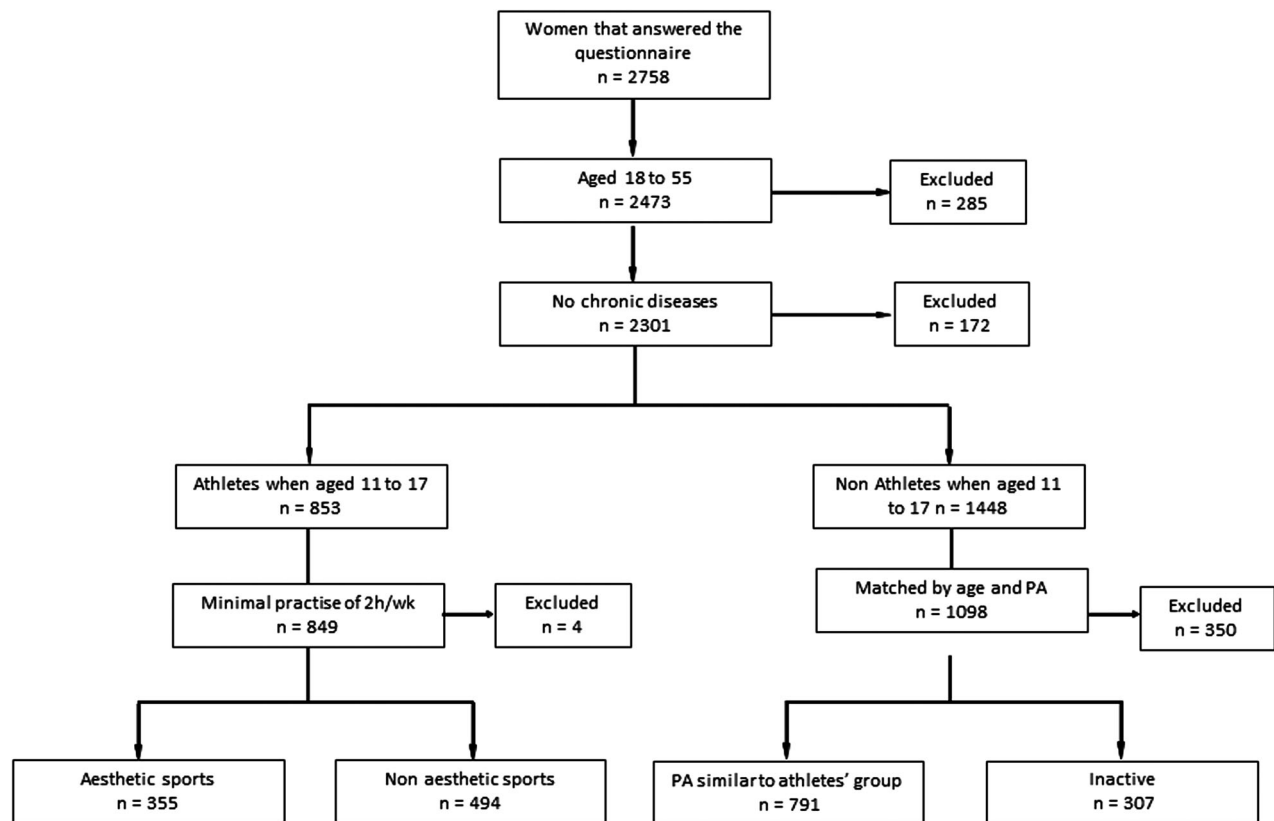 Women that answered the
questionnaire
n = 2758
Aged 18 to 55
n = 2473
Excluded
n = 285
No chronic diseases
n = 2301
Excluded
n = 172
Athletes when aged 11 to 17
n = 853
Non Athletes when aged 11
to 17 n = 1448
Minimal practise of 2h/wk
n = 849
Excluded
n = 4
Matched by age and PA
n = 1098
Excluded
n = 350
Aesthetic sports
n = 355
Non aesthetic sports
n = 494
PA similar to athletes’ group
n = 791
Inactive
n = 307